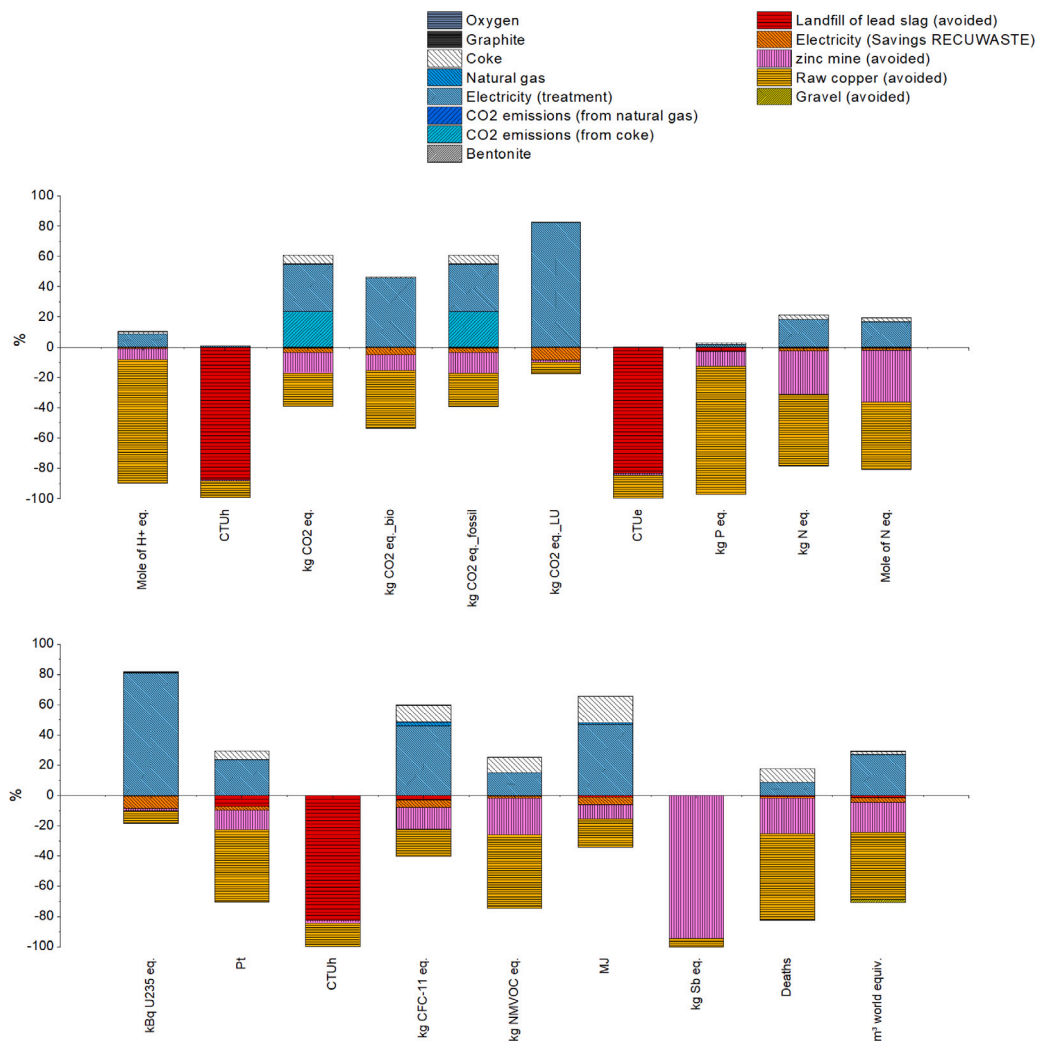 Oxygen
Graphite
Coke
Natural gas
Electricity (treatment)
CO2 emissions (from natural gas)
CO2 emissions (from coke)
Bentonite
Landfill of lead slag (avoided)
Electricity (Savings RECUWASTE)
zinc mine (avoided)
Raw copper (avoided)
Gravel (avoided)
100
80
60
40
20
0
-20
-40
-60
-80
-100
%
Mole of H+ eq.
CTUh
kg CO2 eq.
kg CO2 eq._bio
kg CO2 eq._fossil
kg CO2 eq._LU
CTUe
kg P eq.
kg N eq.
Mole of N eq.
100
80
60
40
20
0
-20
-40
-60
-80
-100
%
kBq U235 eq.
Pt
CTUh
kg CFC-11 eq.
kg NMVOC eq.
MJ
kg Sb eq.
Deaths
m³ world equiv.